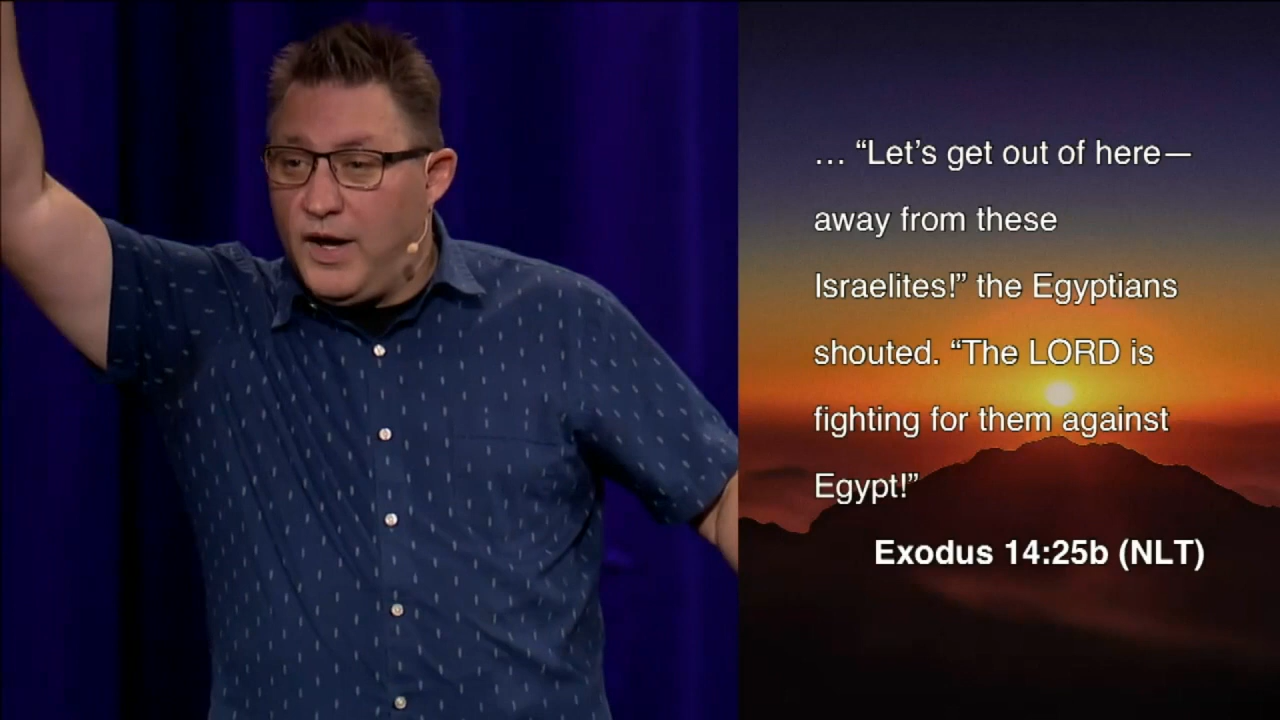 … “Let’s get out of here—
away from these
Israelites!” the Egyptians
shouted. “The LORD is
fighting for them against
Egypt!”
Exodus 14:25b (NLT)